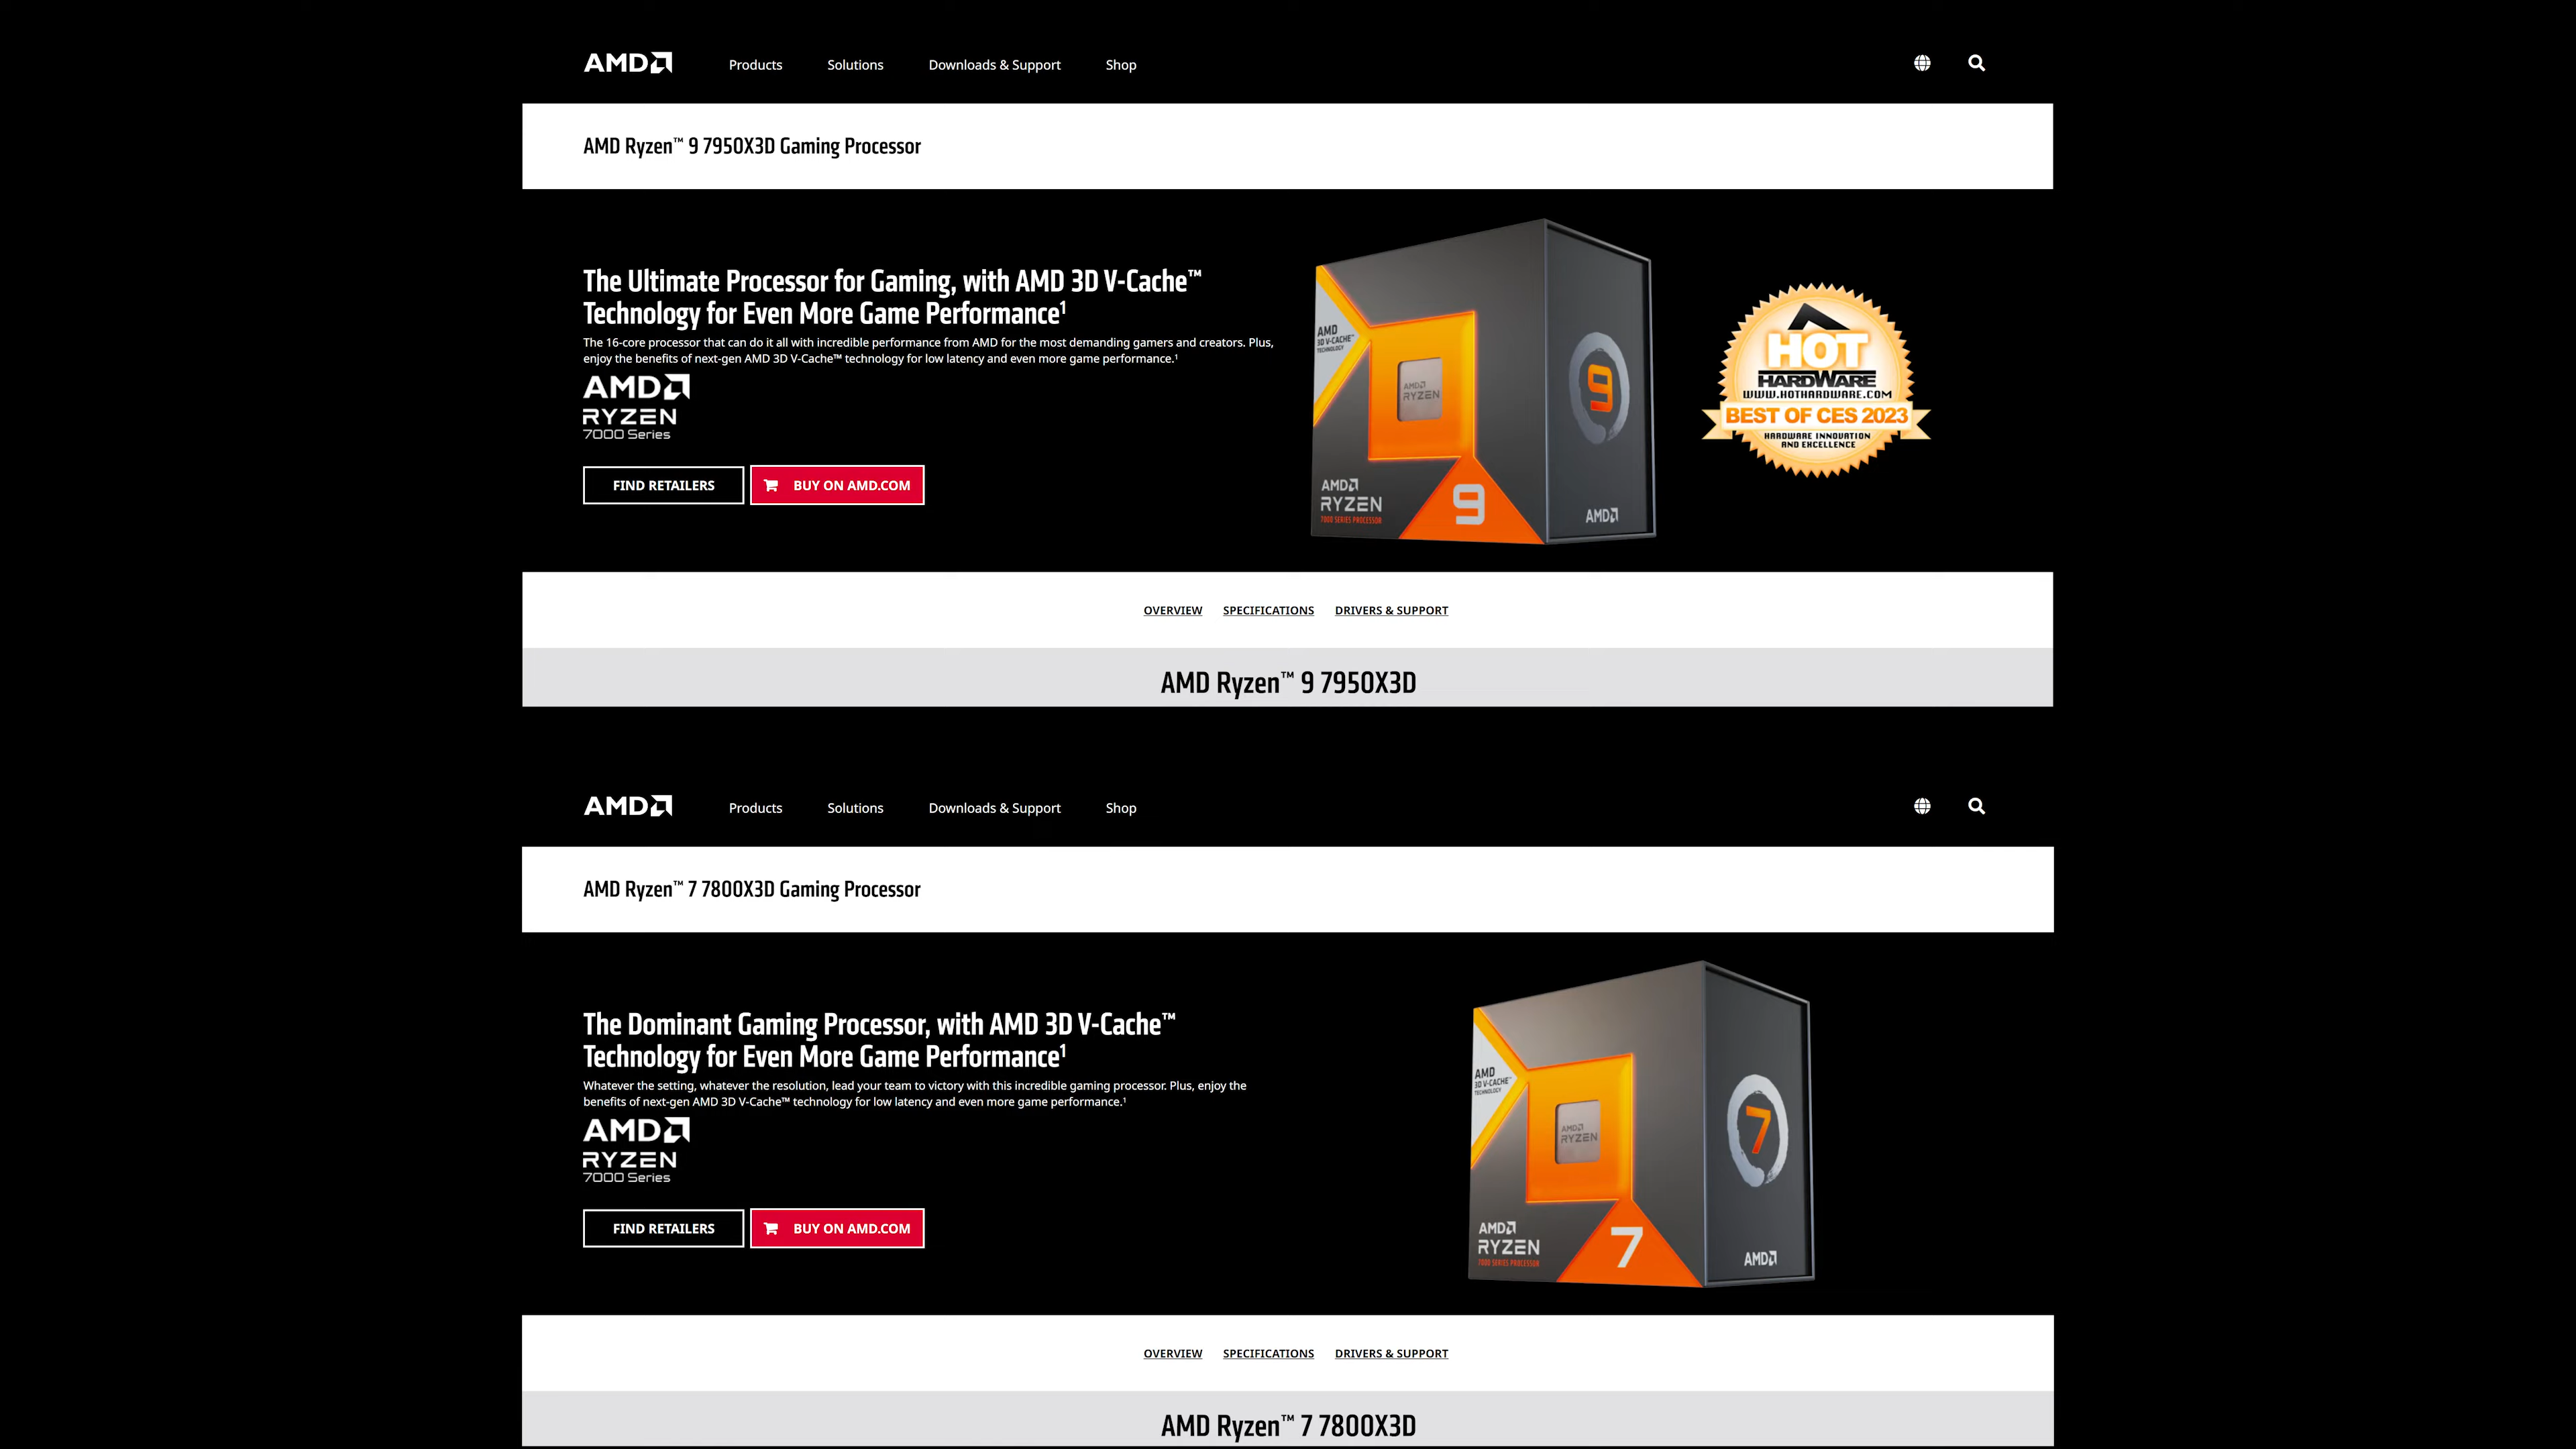 AMD
Products
Solutions
Downloads & Support
Shop
AMD Ryzen™ 9 7950X3D Gaming Processor
The Ultimate Processor for Gaming, with AMD 3D V-Cache™
Technology for Even More Game Performance¹
The 16-core processor that can do it all with incredible performance from AMD for the most demanding gamers and creators. Plus,
enjoy the benefits of next-gen AMD 3D V-Cache™ technology for low latency and even more game performance.¹
AMD
RYZEN
7000 Series
FIND RETAILERS
BUY ON AMD.COM
AMD
3D V-CACHE™
TECHNOLOGY
AMD
RYZEN
AMD
RYZEN
7000 SERIES PROCESSOR
9
9
AMD
HOT
HARDWARE
WWW.HOTHARDWARE.COM
BEST OF CES 2023
HARDWARE INNOVATION
AND EXCELLENCE
OVERVIEW
SPECIFICATIONS
DRIVERS & SUPPORT
AMD Ryzen™ 9 7950X3D
AMD
Products
Solutions
Downloads & Support
Shop
AMD Ryzen™ 7 7800X3D Gaming Processor
The Dominant Gaming Processor, with AMD 3D V-Cache™
Technology for Even More Game Performance¹
Whatever the setting, whatever the resolution, lead your team to victory with this incredible gaming processor. Plus, enjoy the
benefits of next-gen AMD 3D V-Cache™ technology for low latency and even more game performance.¹
AMD
RYZEN
7000 Series
FIND RETAILERS
BUY ON AMD.COM
AMD
3D V-CACHE™
TECHNOLOGY
AMD
RYZEN
AMD
RYZEN
7000 SERIES PROCESSOR
7
7
AMD
OVERVIEW
SPECIFICATIONS
DRIVERS & SUPPORT
AMD Ryzen™ 7 7800X3D